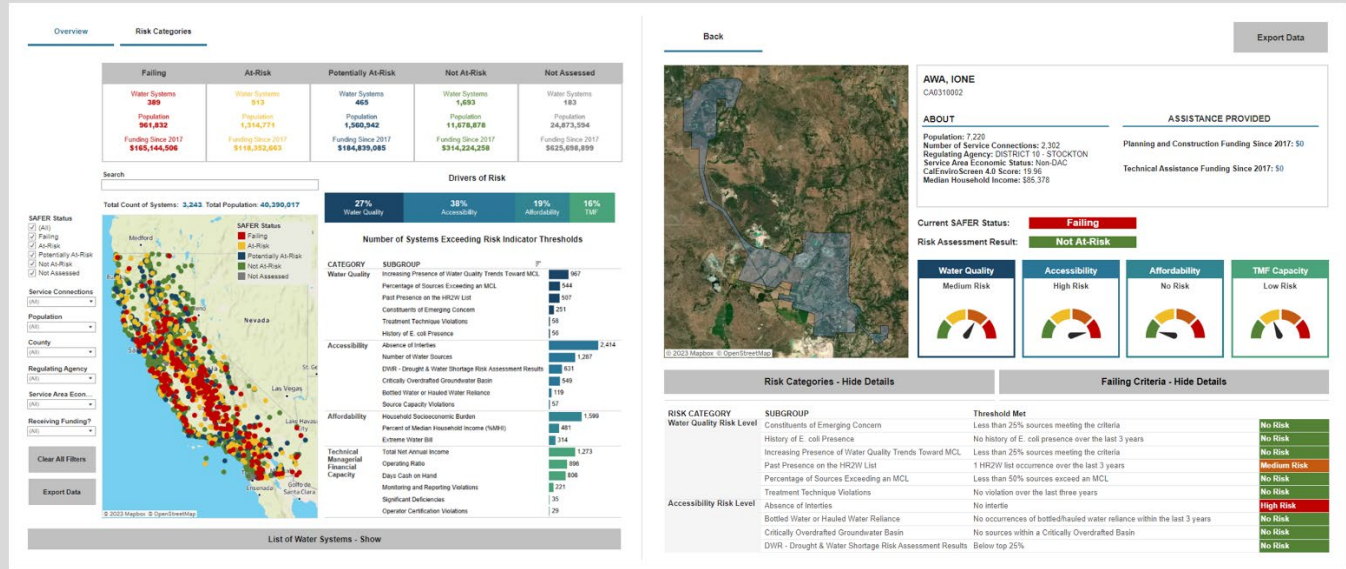 Overview Risk Categories
Failing At-Risk Potentially At-Risk Not At-Risk Not Assessed
Water Systems Water Systems Water Systems Water Systems Water Systems
389 513 465 1,693 183
Population Population Population Population Population
961,832 1,314,771 1,560,942 11,678,878 24,873,594
Funding Since 2017 Funding Since 2017 Funding Since 2017 Funding Since 2017 Funding Since 2017
$165,144,506 $118,352,663 $184,839,085 $314,224,258 $625,698,899
Search
Total Count of Systems: 3,243. Total Population: 40,390,017
SAFER Status
(All)
Failing
At-Risk
Potentially At-Risk
Not At-Risk
Not Assessed
Service Connections
(All)
Population
(All)
County
(All)
Regulating Agency
(All)
Service Area Econ...
(All)
Receiving Funding?
(All)
Clear All Filters
Export Data
SAFER Status
Failing
At-Risk
Potentially At-Risk
Not At-Risk
Not Assessed
Medford
Nevada
St. Ge
Las Vegas
Lake Havasu
City
Ensenada
Golfo de
Santa Clara
© 2023 Mapbox © OpenStreetMap
Drivers of Risk
27% 38% 19% 16%
Water Quality Accessibility Affordability TMF
Number of Systems Exceeding Risk Indicator Thresholds
CATEGORY SUBGROUP
Water Quality Increasing Presence of Water Quality Trends Toward MCL 967
Percentage of Sources Exceeding an MCL 544
Past Presence on the HR2W List 507
Constituents of Emerging Concern 251
Treatment Technique Violations 58
History of E. coli Presence 56
Accessibility Absence of Interties 2,414
Number of Water Sources 1,287
DWR - Drought & Water Shortage Risk Assessment Results 631
Critically Overdrafted Groundwater Basin 549
Bottled Water or Hauled Water Reliance 119
Source Capacity Violations 57
Affordability Household Socioeconomic Burden 1,599
Percent of Median Household Income (%MHI) 481
Extreme Water Bill 314
Technical Managerial Financial Capacity Total Net Annual Income 1,273
Operating Ratio 898
Days Cash on Hand 806
Monitoring and Reporting Violations 221
Significant Deficiencies 35
Operator Certification Violations 29
List of Water Systems - Show
Back
Export Data
© 2023 Mapbox © OpenStreetMap
AWA, IONE
CA0310002
ABOUT
Population: 7,220
Number of Service Connections: 2,302
Regulating Agency: DISTRICT 10 - STOCKTON
Service Area Economic Status: Non-DAC
CalEnviroScreen 4.0 Score: 19.96
Median Household Income: $85,378
ASSISTANCE PROVIDED
Planning and Construction Funding Since 2017: $0
Technical Assistance Funding Since 2017: $0
Current SAFER Status: Failing
Risk Assessment Result: Not At-Risk
Water Quality Accessibility Affordability TMF Capacity
Medium Risk High Risk No Risk Low Risk
Risk Categories - Hide Details
Failing Criteria - Hide Details
RISK CATEGORY SUBGROUP Threshold Met
Water Quality Risk Level Constituents of Emerging Concern Less than 25% sources meeting the criteria No Risk
History of E. coli Presence No history of E. coli presence over the last 3 years No Risk
Increasing Presence of Water Quality Trends Toward MCL Less than 25% sources meeting the criteria No Risk
Past Presence on the HR2W List 1 HR2W list occurrence over the last 3 years Medium Risk
Percentage of Sources Exceeding an MCL Less than 50% sources exceed an MCL No Risk
Treatment Technique Violations No violation over the last three years No Risk
Accessibility Risk Level Absence of Interties No intertie High Risk
Bottled Water or Hauled Water Reliance No occurrences of bottled/hauled water reliance within the last 3 years No Risk
Critically Overdrafted Groundwater Basin No sources within a Critically Overdrafted Basin No Risk
DWR - Drought & Water Shortage Risk Assessment Results Below top 25% No Risk